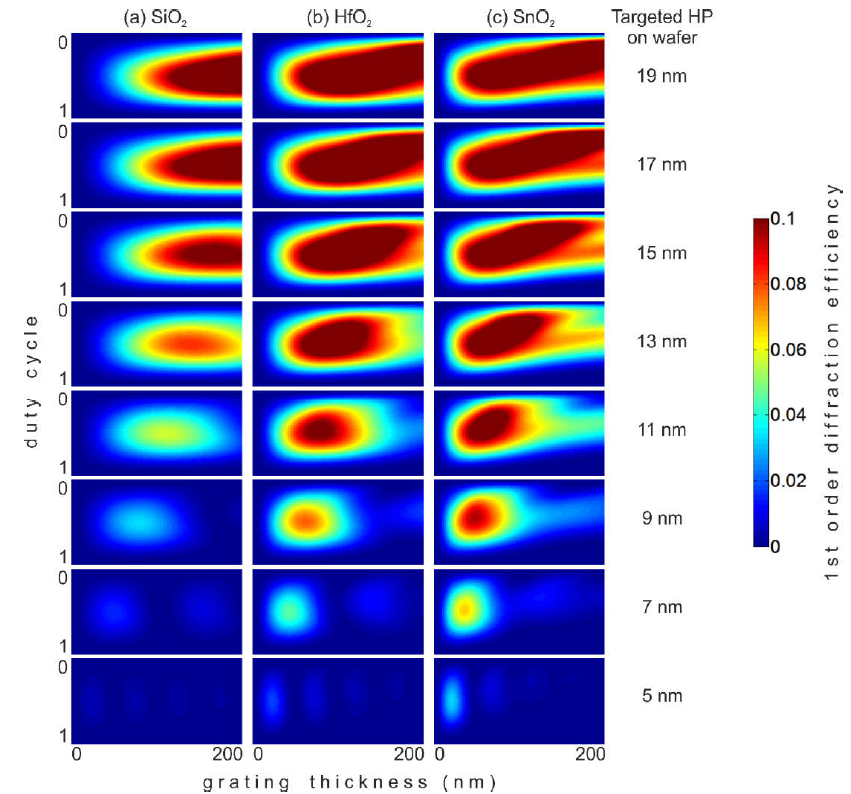 (a) SiO₂ (b) HfO₂ (c) SnO₂ Targeted HP
on wafer
0
19 nm
1
0
17 nm
1
0
15 nm
1
0
13 nm
1
0
11 nm
1
0
9 nm
1
0
7 nm
1
0
5 nm
1
0 200 0 200 0 200
grating thickness (nm)
duty cycle
0.1
0.08
0.06
0.04
0.02
0
1st order diffraction efficiency